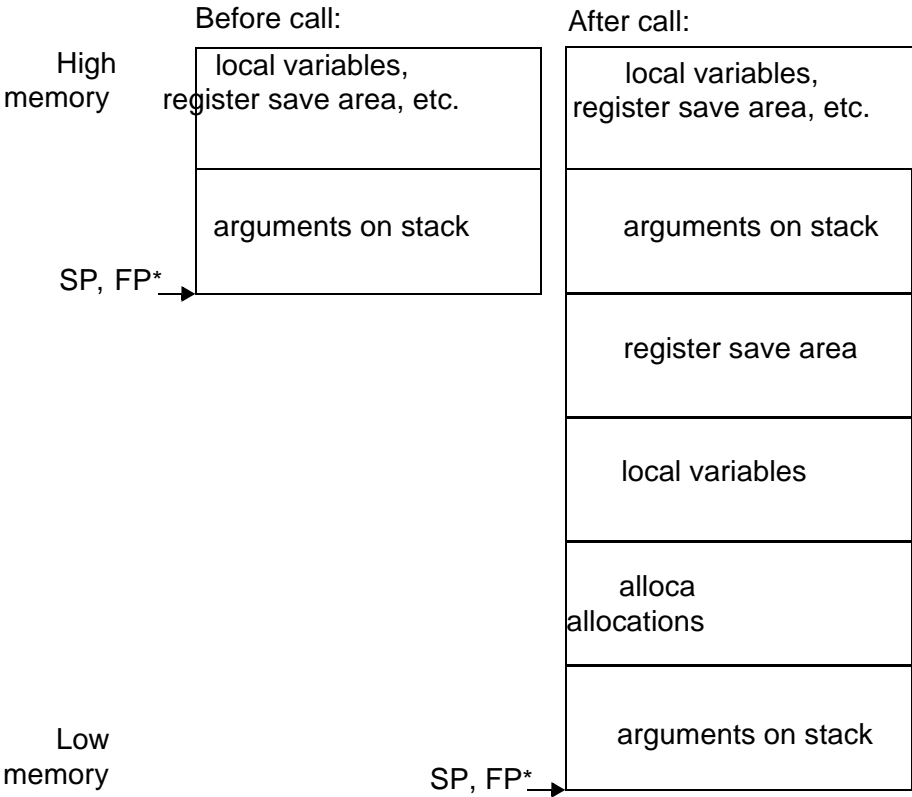 Before call:
After call:
High
memory
local variables,
register save area, etc.
local variables,
register save area, etc.
arguments on stack
arguments on stack
SP, FP*
register save area
local variables
alloca
allocations
arguments on stack
Low
memory
SP, FP*